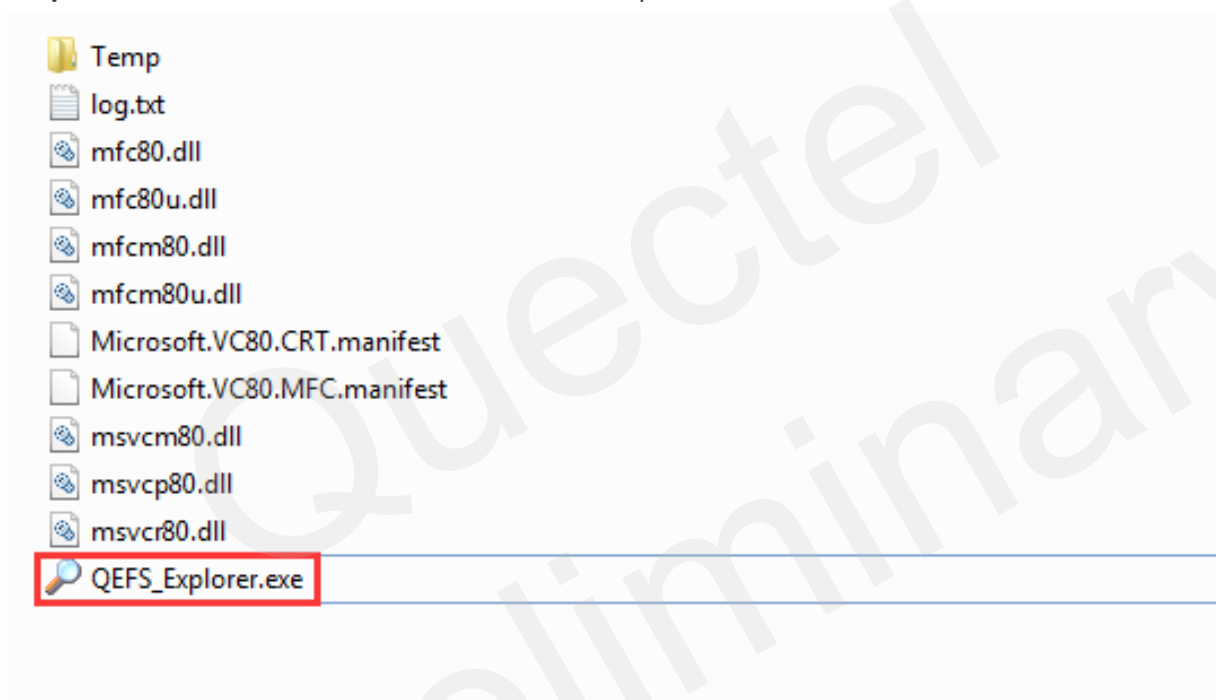 Temp
log.txt
mfc80.dll
mfc80u.dll
mfcm80.dll
mfcm80u.dll
Microsoft.VC80.CRT.manifest
Microsoft.VC80.MFC.manifest
msvcm80.dll
msvcp80.dll
msvcr80.dll
QEFS_Explorer.exe
Quectel